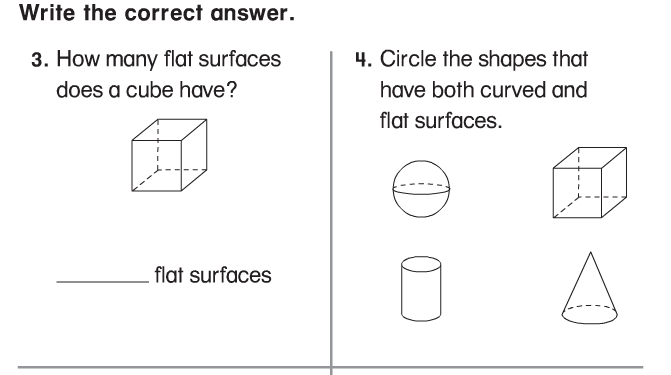 Write the correct answer.
3. How many flat surfaces
does a cube have?
_________ flat surfaces
4. Circle the shapes that
have both curved and
flat surfaces.